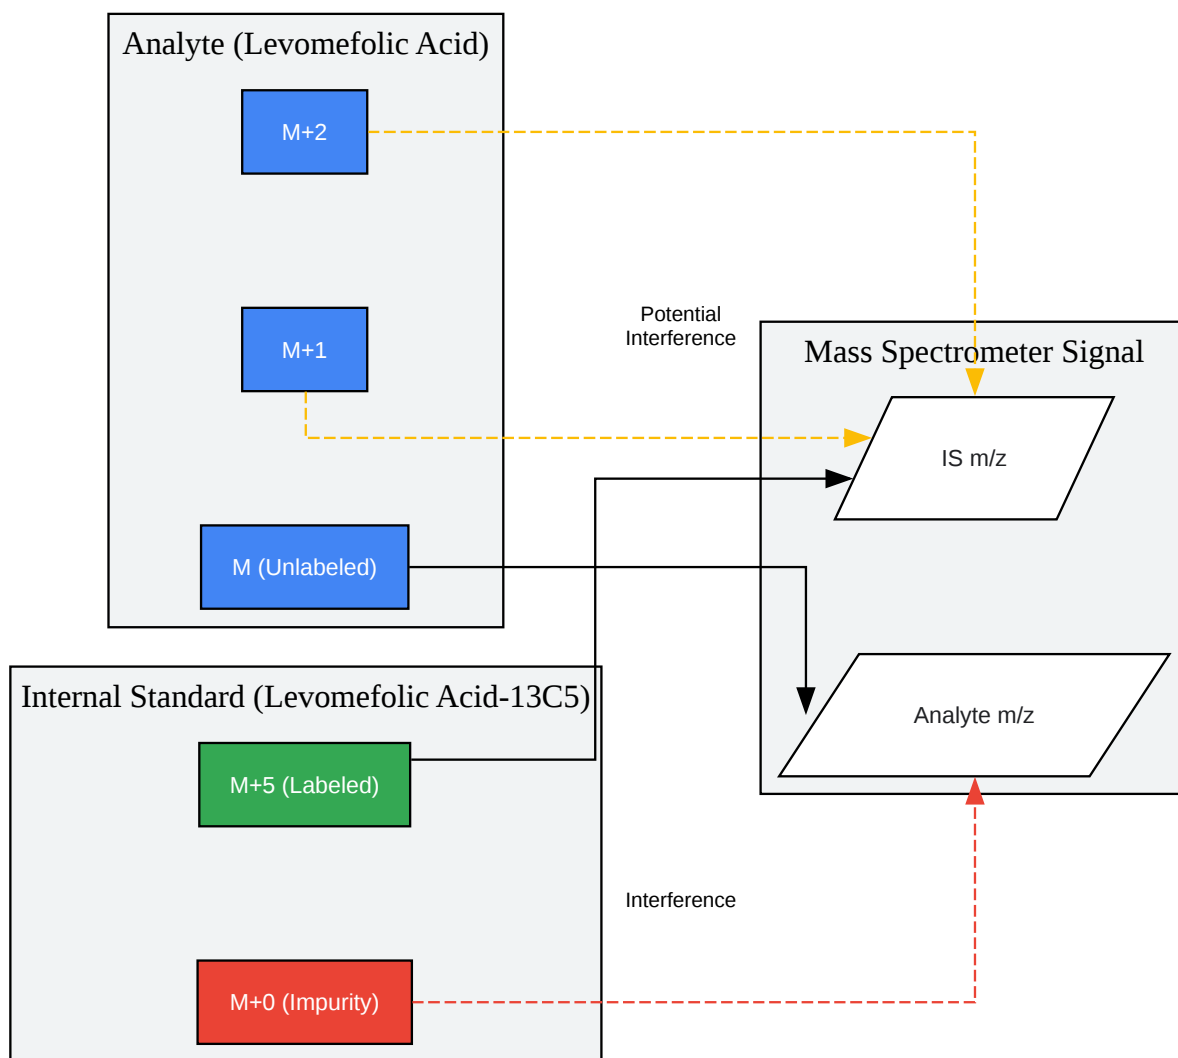 Analyte (Levomefolic Acid)
M+2
M+1
M (Unlabeled)
Potential
Interference
Mass Spectrometer Signal
IS m/z
Analyte m/z
Internal Standard (Levomefolic Acid-13C5)
M+5 (Labeled)
Interference
M+0 (Impurity)